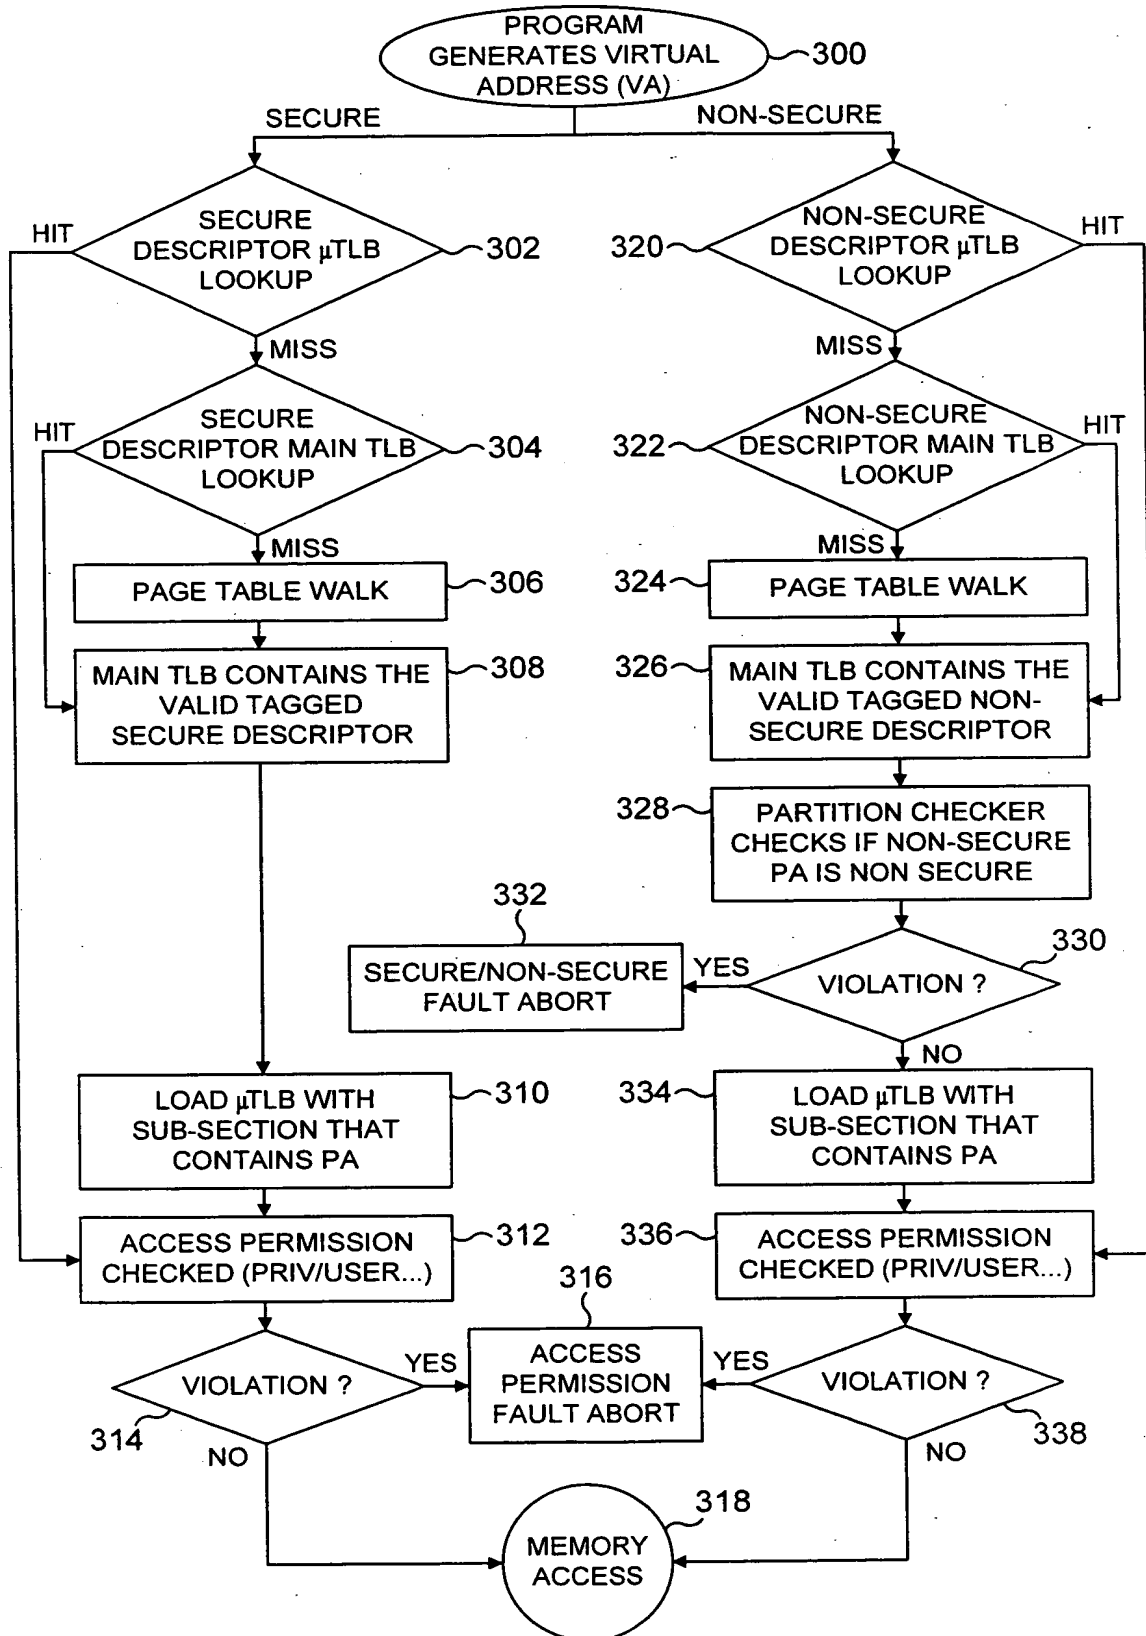 PROGRAM
GENERATES VIRTUAL
ADDRESS (VA)
300
SECURE
NON-SECURE
HIT
SECURE
DESCRIPTOR μTLB
LOOKUP
302
320
NON-SECURE
DESCRIPTOR μTLB
LOOKUP
HIT
MISS
MISS
HIT
SECURE
DESCRIPTOR MAIN TLB
LOOKUP
304
322
NON-SECURE
DESCRIPTOR MAIN TLB
LOOKUP
HIT
MISS
MISS
PAGE TABLE WALK
306
324
PAGE TABLE WALK
MAIN TLB CONTAINS THE
VALID TAGGED
SECURE DESCRIPTOR
308
326
MAIN TLB CONTAINS THE
VALID TAGGED NON-
SECURE DESCRIPTOR
328
PARTITION CHECKER
CHECKS IF NON-SECURE
PA IS NON SECURE
332
SECURE/NON-SECURE
FAULT ABORT
YES
VIOLATION ?
330
NO
LOAD μTLB WITH
SUB-SECTION THAT
CONTAINS PA
310
334
LOAD μTLB WITH
SUB-SECTION THAT
CONTAINS PA
ACCESS PERMISSION
CHECKED (PRIV/USER...)
312
336
ACCESS PERMISSION
CHECKED (PRIV/USER...)
316
VIOLATION ?
314
YES
ACCESS
PERMISSION
FAULT ABORT
YES
VIOLATION ?
338
NO
NO
318
MEMORY
ACCESS